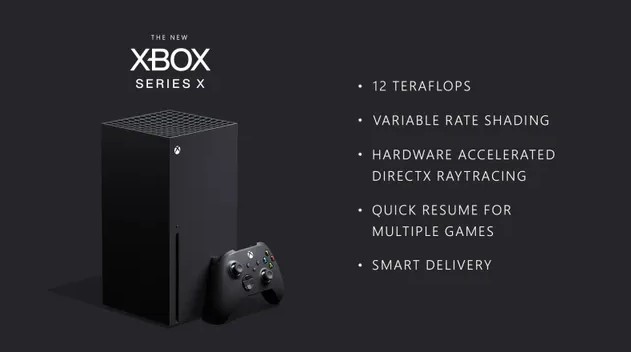 THE NEW
XBOX
SERIES X
• 12 TERAFLOPS
• VARIABLE RATE SHADING
• HARDWARE ACCELERATED
DIRECTX RAYTRACING
• QUICK RESUME FOR
MULTIPLE GAMES
• SMART DELIVERY